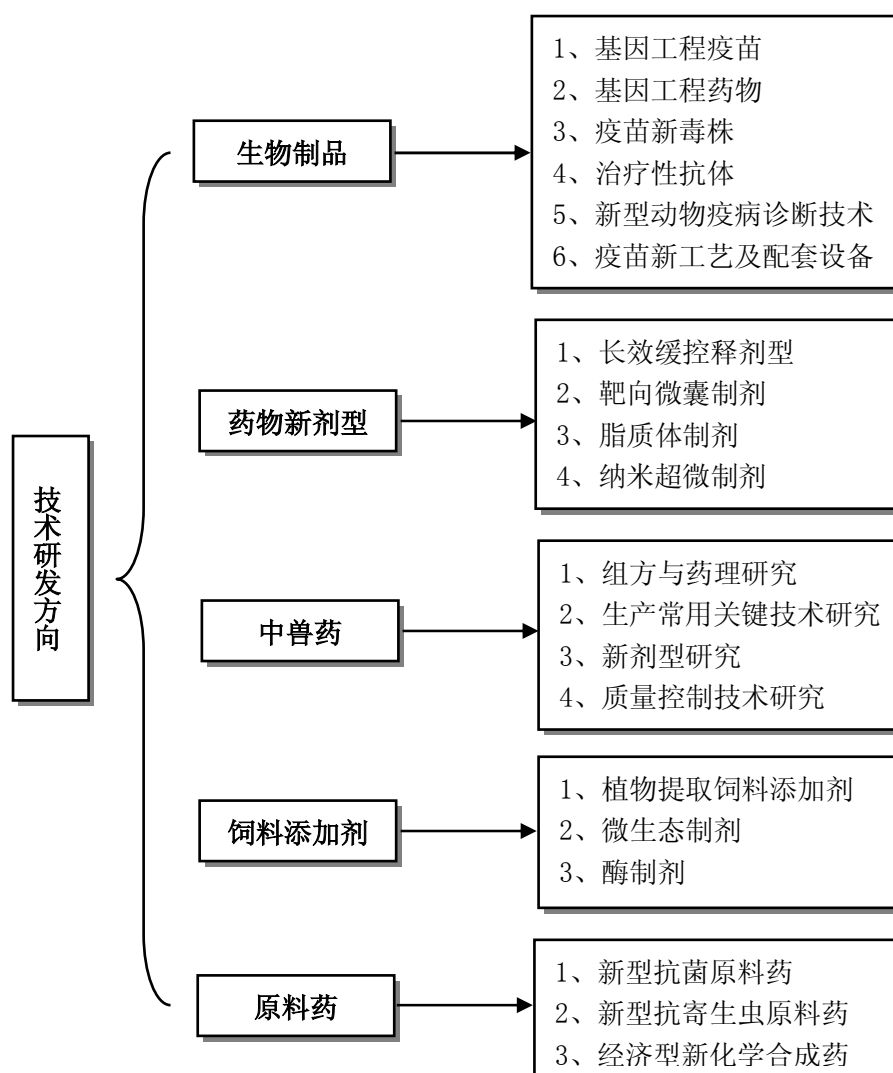 技术研发方向
生物制品
1、基因工程疫苗
2、基因工程药物
3、疫苗新毒株
4、治疗性抗体
5、新型动物疫病诊断技术
6、疫苗新工艺及配套设备
药物新剂型
1、长效缓控释剂型
2、靶向微囊制剂
3、脂质体制剂
4、纳米超微制剂
中兽药
1、组方与药理研究
2、生产常用关键技术研究
3、新剂型研究
4、质量控制技术研究
饲料添加剂
1、植物提取饲料添加剂
2、微生态制剂
3、酶制剂
原料药
1、新型抗菌原料药
2、新型抗寄生虫原料药
3、经济型新化学合成药